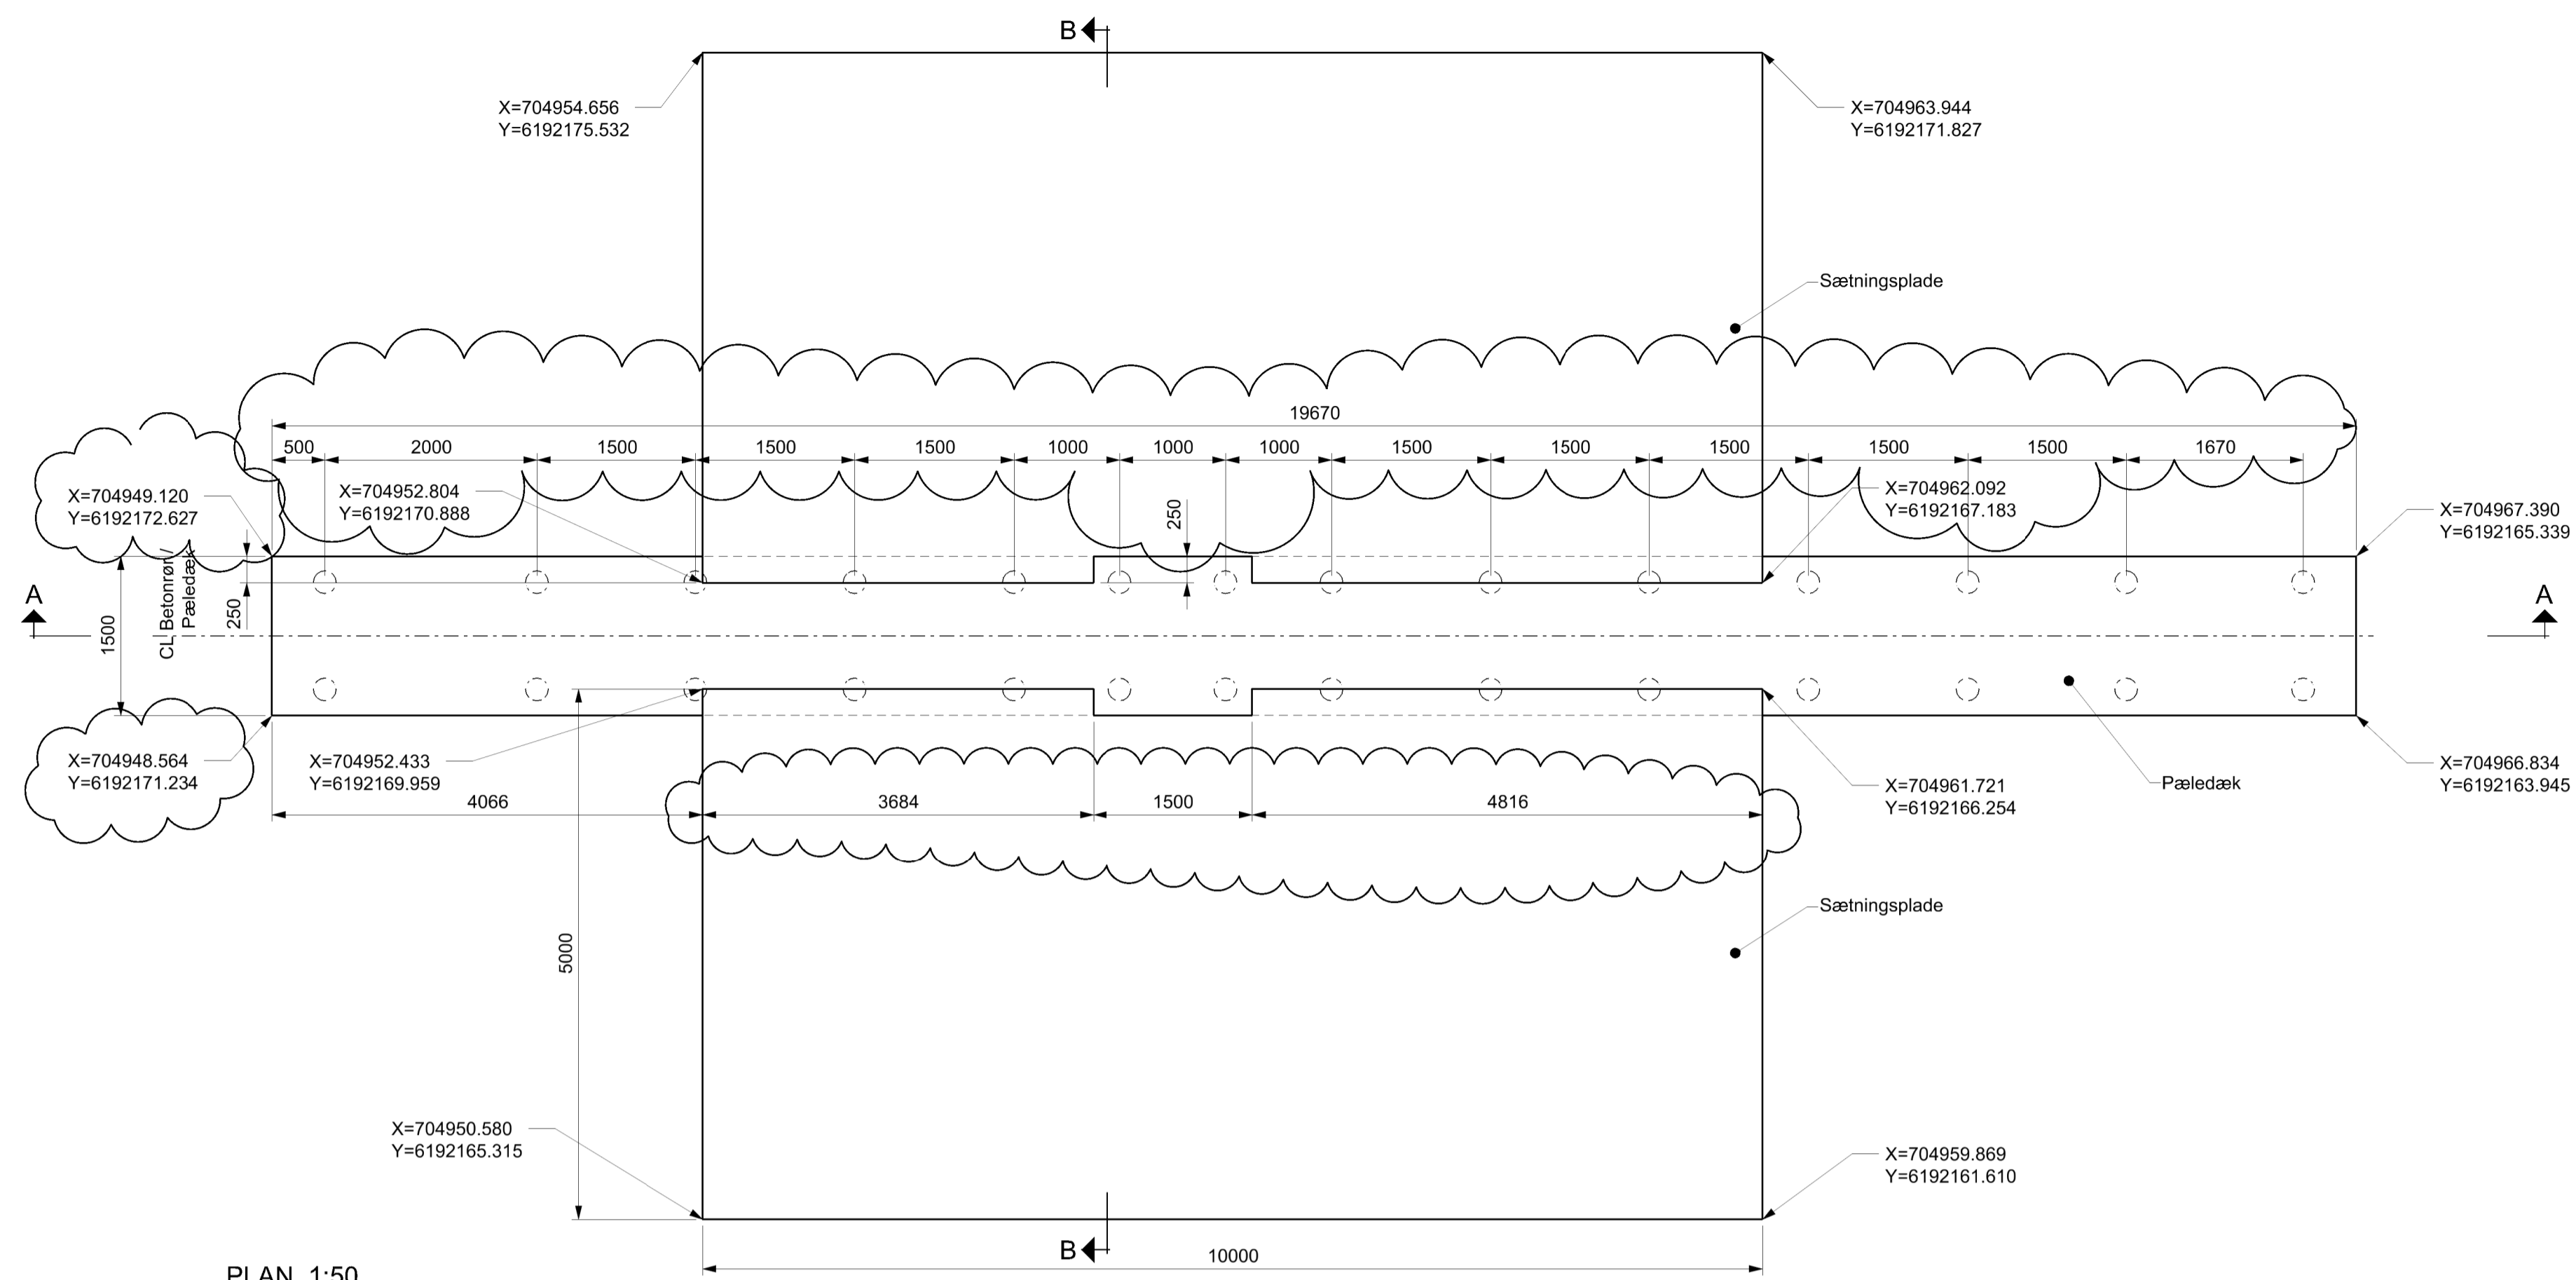 B
X=704954.656
Y=6192175.532
X=704963.944
Y=6192171.827
Sætningsplade
19670
500
2000
1500
1500
1500
1000
1000
1000
1500
1500
1500
1500
1500
1670
X=704949.120
Y=6192172.627
X=704952.804
Y=6192170.888
250
X=704962.092
Y=6192167.183
X=704967.390
Y=6192165.339
A
1500
CL Betonrør /
Pæledæk
250
A
X=704948.564
Y=6192171.234
X=704952.433
Y=6192169.959
4066
3684
1500
4816
X=704961.721
Y=6192166.254
Pæledæk
X=704966.834
Y=6192163.945
Sætningsplade
5000
X=704950.580
Y=6192165.315
X=704959.869
Y=6192161.610
B
10000
PLAN 1:50